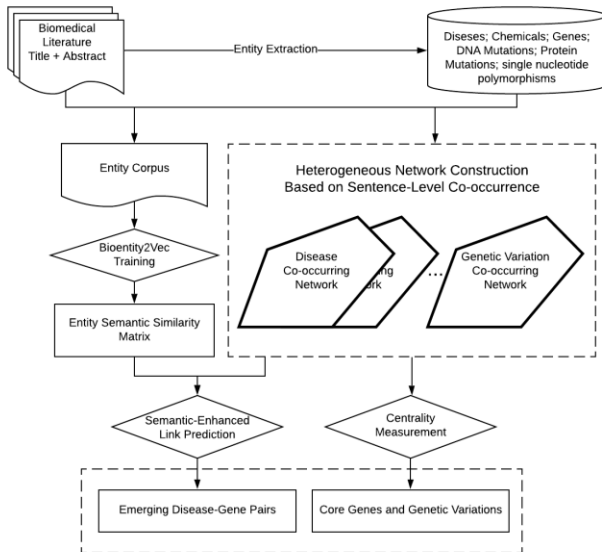 Biomedical
Literature
Title + Abstract
Entity Extraction
Diseses; Chemicals; Genes;
DNA Mutations; Protein
Mutations; single nucleotide
polymorphisms
Entity Corpus
Heterogeneous Network Construction
Based on Sentence-Level Co-occurrence
Bioentity2Vec
Training
Disease
Co-occurring
Network
...
Genetic Variation
Co-occurring
Network
Entity Semantic Similarity
Matrix
Semantic-Enhanced
Link Prediction
Centrality
Measurement
Emerging Disease-Gene Pairs
Core Genes and Genetic Variations